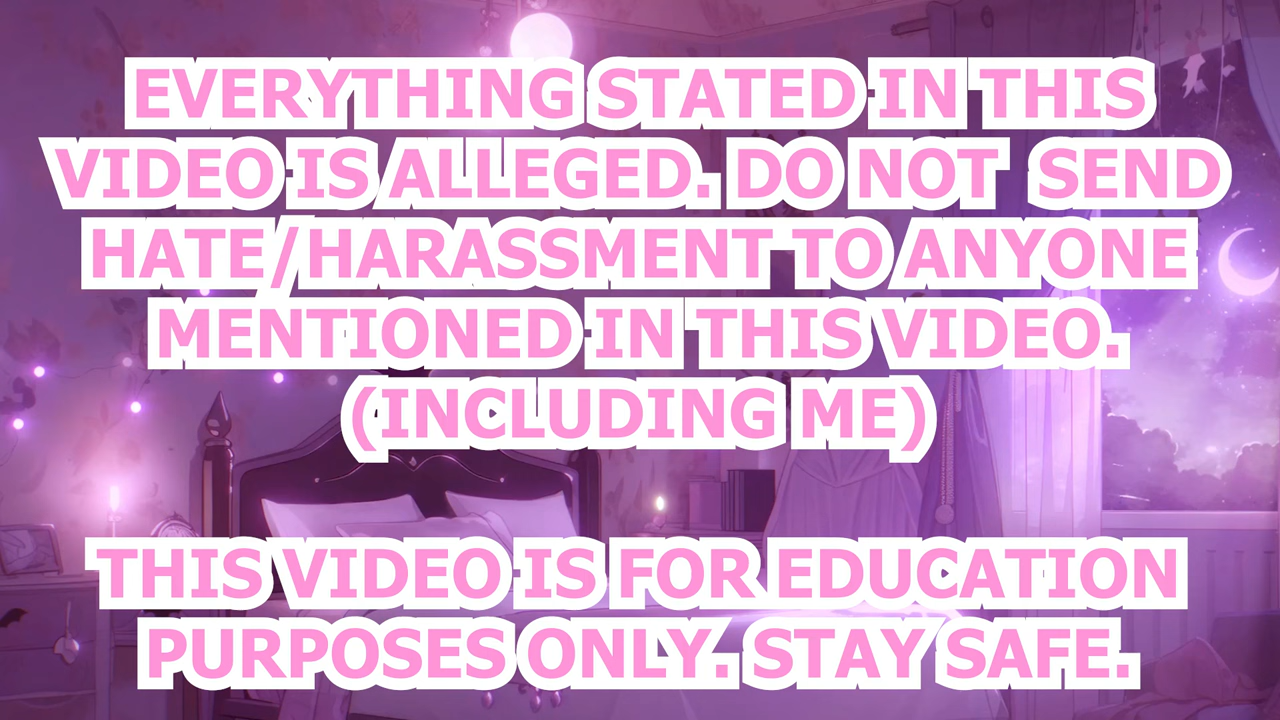 EVERYTHING STATED IN THIS
VIDEO IS ALLEGED. DO NOT SEND
HATE/HARASSMENT TO ANYONE
MENTIONED IN THIS VIDEO.
(INCLUDING ME)
THIS VIDEO IS FOR EDUCATION
PURPOSES ONLY. STAY SAFE.